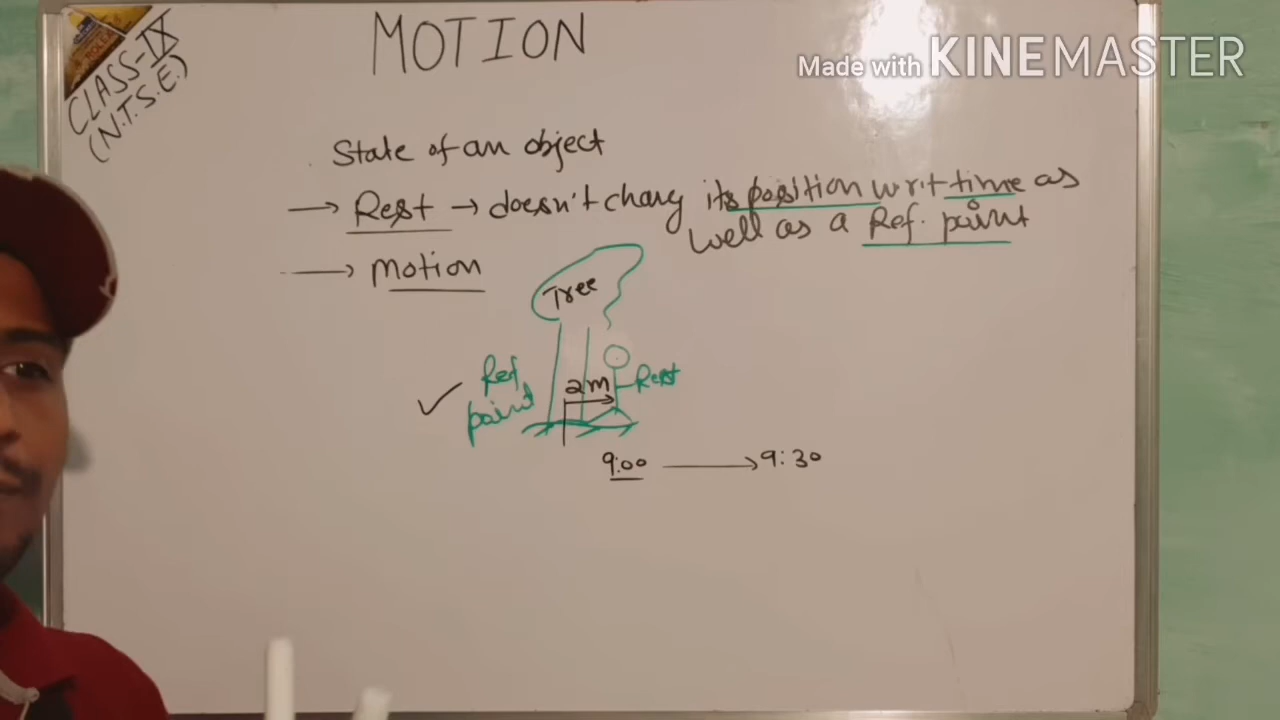 MOTION
Made with KINEMASTER
CLASS-IX
(N.T.S.E.)
State of an object
→ Rest → doesn't chang its position w.r.t time as
well as a Ref. point
→ Motion
Tree
Ref.
point
2m
Rest
9:00 → 9:30